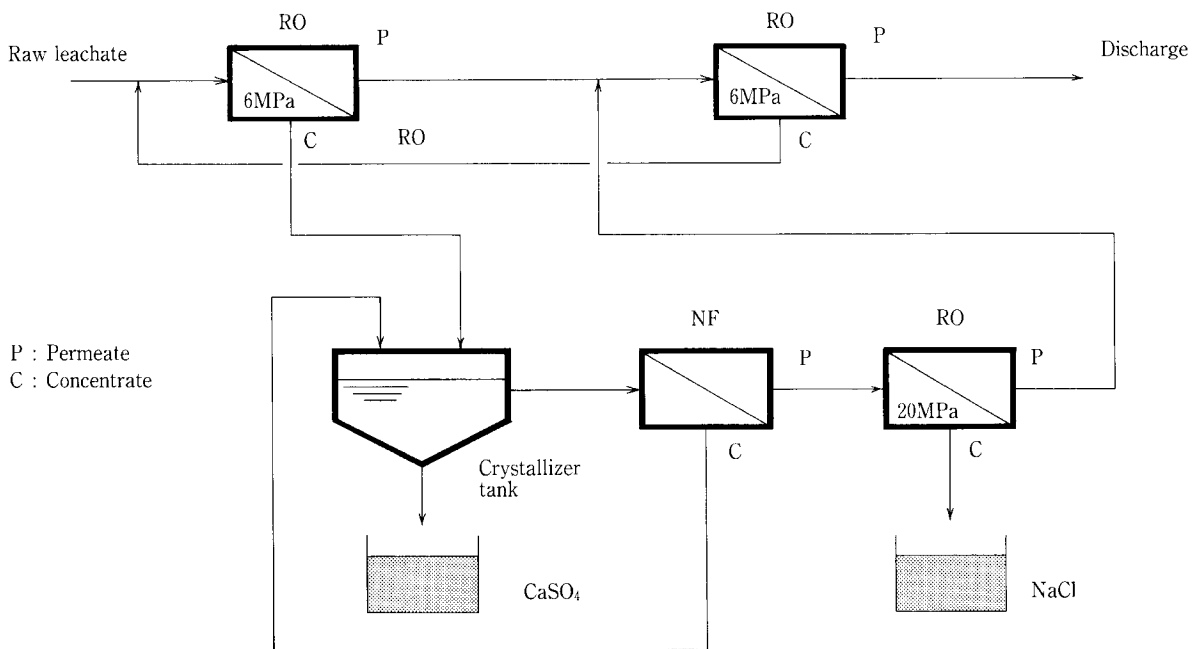 RO
P
RO
P
Raw leachate
Discharge
6MPa
6MPa
C
RO
C
NF
RO
P : Permeate
C : Concentrate
P
P
20MPa
C
C
Crystallizer
tank
CaSO₄
NaCl